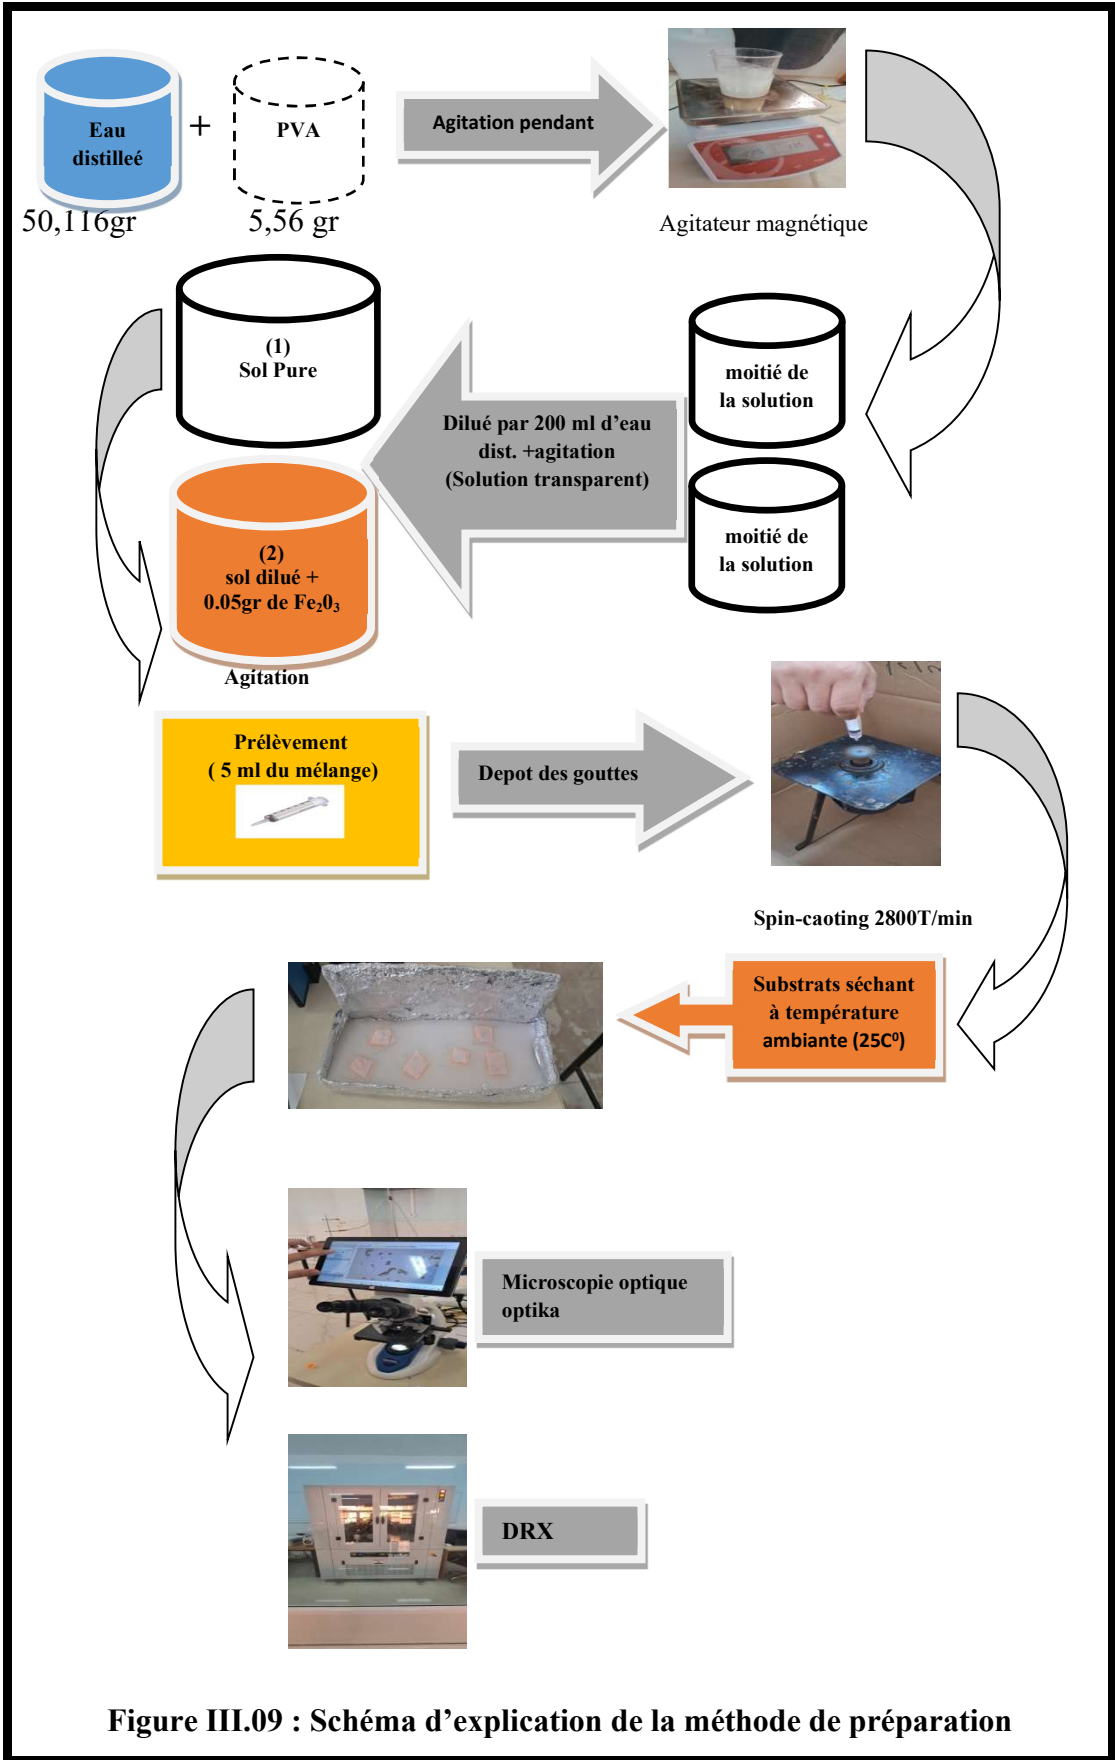 Eau
distilleé
+
PVA
Agitation pendant
50,116gr
5,56 gr
Agitateur magnétique
(1)
Sol Pure
moitié de
la solution
Dilué par 200 ml d’eau
dist. +agitation
(Solution transparent)
moitié de
la solution
(2)
sol dilué +
0.05gr de Fe₂0₃
Agitation
Prélèvement
( 5 ml du mélange)
Depot des gouttes
Spin-caoting 2800T/min
Substrats séchant
à température
ambiante (25C⁰)
Microscopie optique
optika
DRX
Figure III.09 : Schéma d’explication de la méthode de préparation